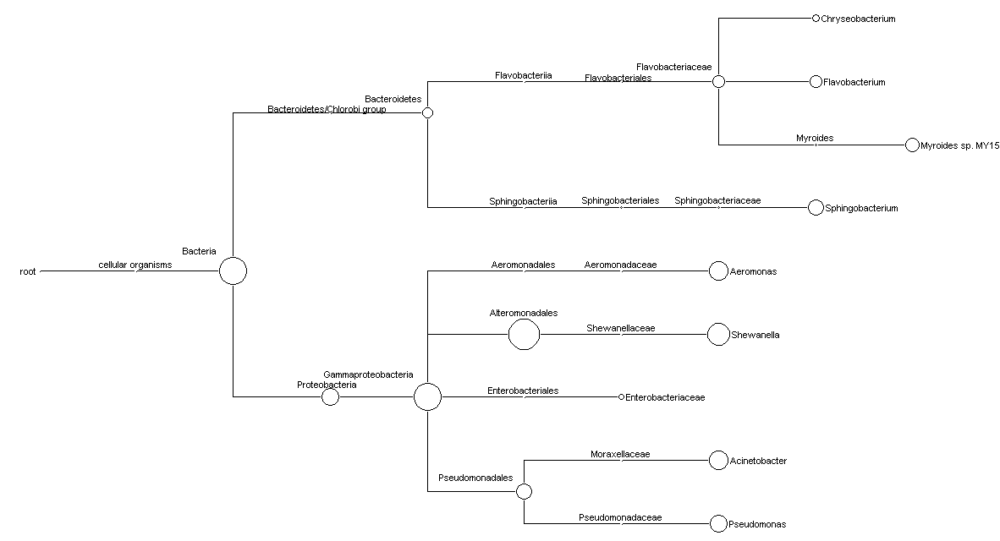 Chryseobacterium
Flavobacteriaceae
Flavobacteriia
Flavobacteriales
Flavobacterium
Bacteroidetes
Bacteroidetes/Chlorobi group
Myroides
Myroides sp. MY15
Sphingobacteriia
Sphingobacteriales
Sphingobacteriaceae
Sphingobacterium
Bacteria
root
cellular organisms
Aeromonadales
Aeromonadaceae
Aeromonas
Alteromonadales
Shewanellaceae
Shewanella
Gammaproteobacteria
Proteobacteria
Enterobacteriales
Enterobacteriaceae
Moraxellaceae
Acinetobacter
Pseudomonadales
Pseudomonadaceae
Pseudomonas